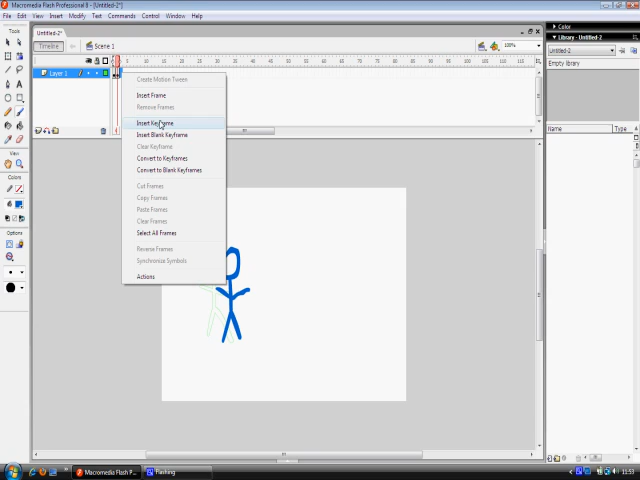 Macromedia Flash Professional 8 - [Untitled-2*]
File Edit View Insert Modify Text Commands Control Window Help
Untitled-2*
Timeline
Scene 1
100%
Tools
View
Colors
Options
Layer 1
Create Motion Tween
Insert Frame
Remove Frames
Insert Keyframe
Insert Blank Keyframe
Clear Keyframe
Convert to Keyframes
Convert to Blank Keyframes
Cut Frames
Copy Frames
Paste Frames
Clear Frames
Select All Frames
Reverse Frames
Synchronize Symbols
Actions
Color
Library - Untitled-2
Untitled-2
Empty library
Name
Type
Macromedia Flash P...
Flashing
11:53